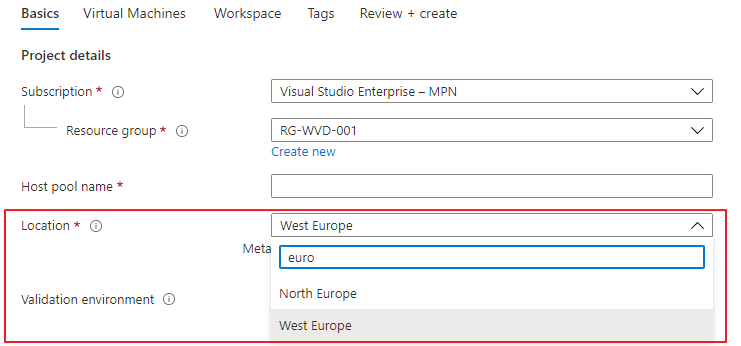 Basics Virtual Machines Workspace Tags Review + create
Project details
Subscription * Visual Studio Enterprise – MPN
Resource group * RG-WVD-001
Create new
Host pool name *
Location * West Europe
Meta
euro
North Europe
Validation environment
West Europe